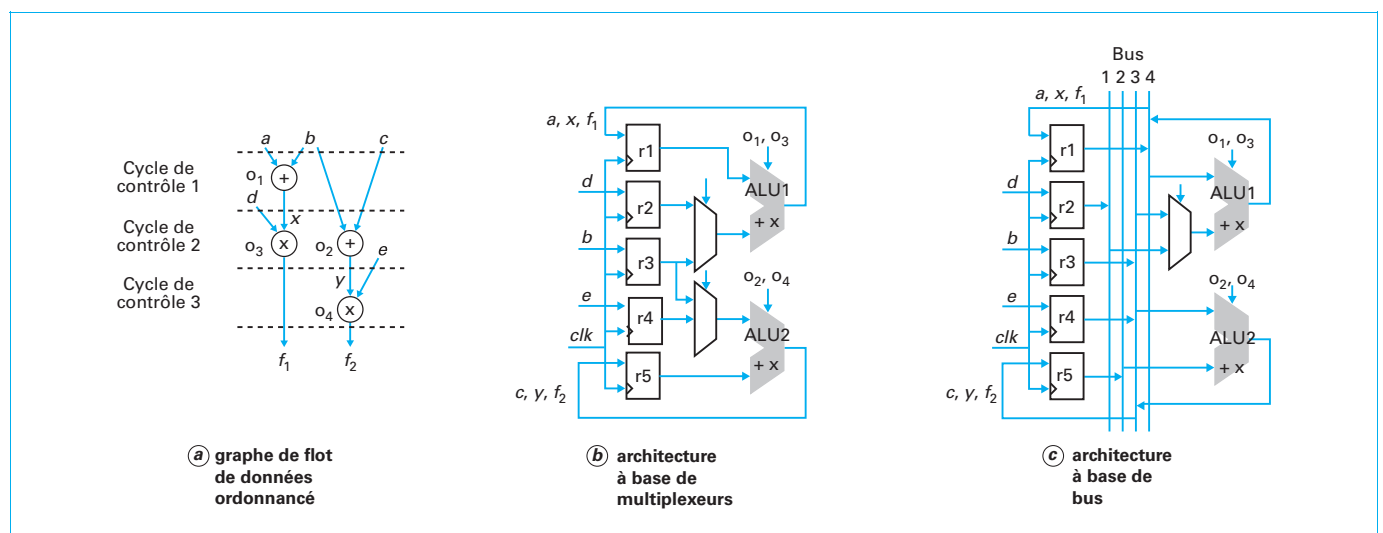 a
b
c
Cycle de
contrôle 1
o1
+
d
x
Cycle de
contrôle 2
o3
x
o2
+
e
y
Cycle de
contrôle 3
o4
x
f1
f2
a graphe de flot
de données
ordonnancé
a, x, f1
r1
o1, o3
d
r2
ALU1
+ x
b
r3
o2, o4
e
r4
ALU2
clk
r5
+ x
c, y, f2
b architecture
à base de
multiplexeurs
Bus
1 2 3 4
a, x, f1
r1
o1, o3
d
r2
ALU1
+ x
b
r3
o2, o4
e
r4
ALU2
clk
r5
+ x
c, y, f2
c architecture
à base de
bus